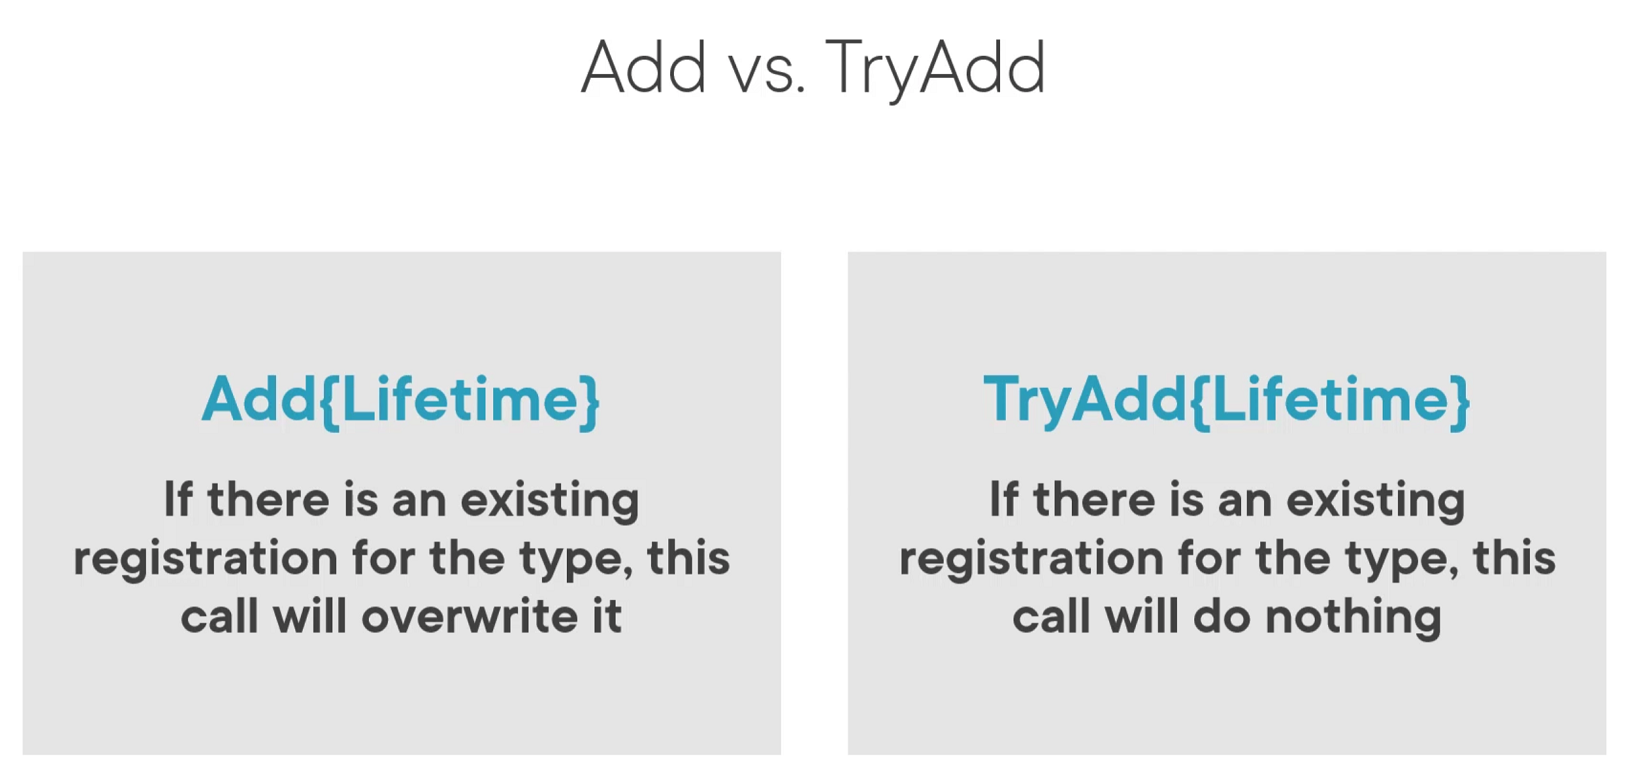 Add vs. TryAdd
Add{Lifetime}
If there is an existing
registration for the type, this
call will overwrite it
TryAdd{Lifetime}
If there is an existing
registration for the type, this
call will do nothing